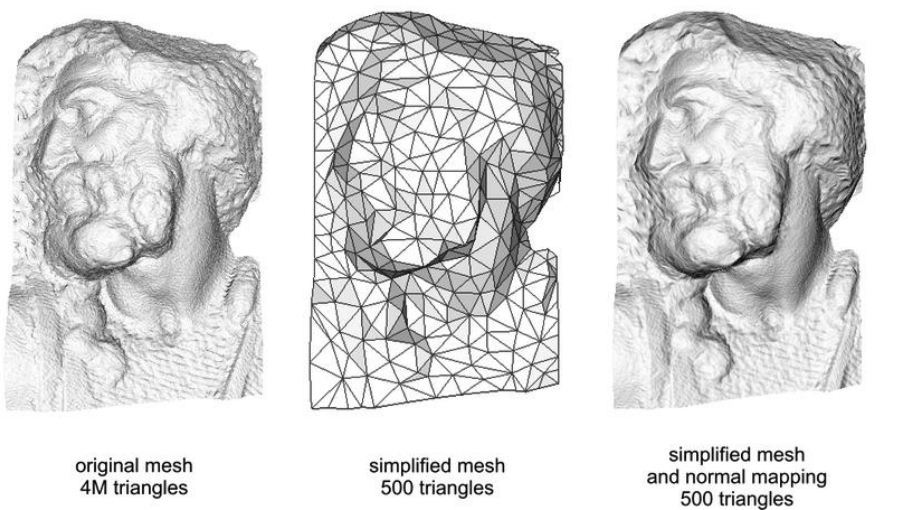 original mesh
4M triangles
simplified mesh
500 triangles
simplified mesh
and normal mapping
500 triangles